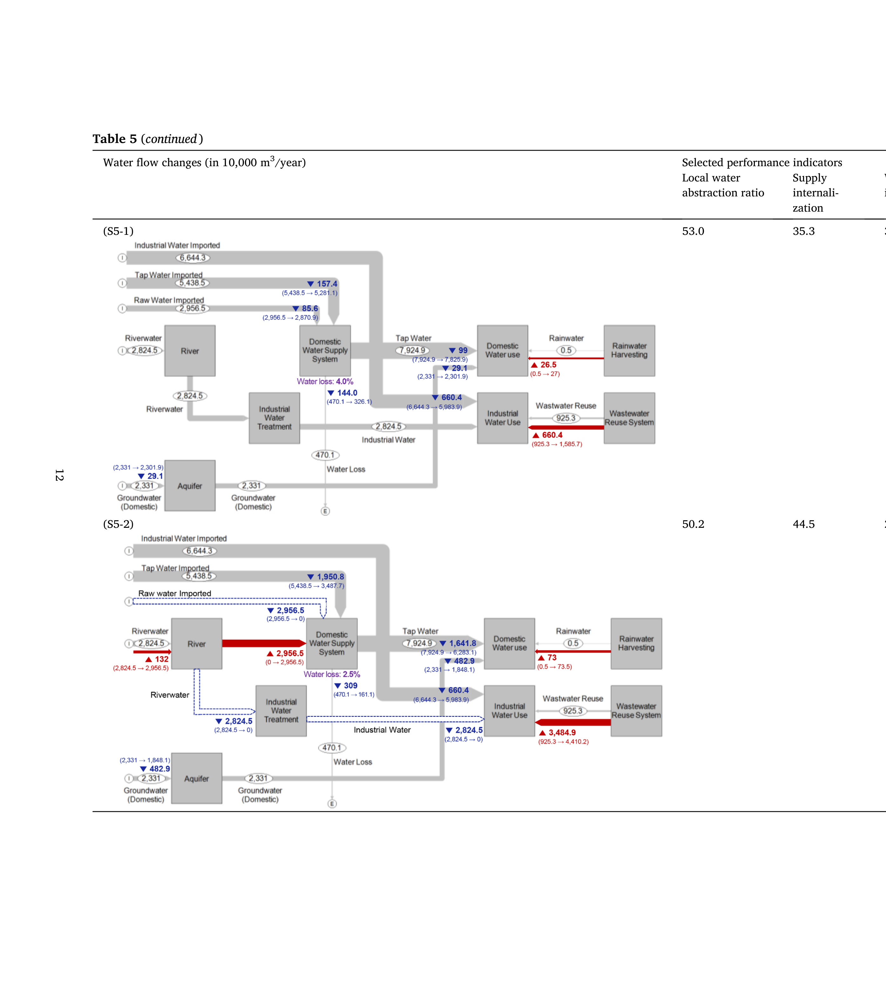 Table 5 (continued)
Water flow changes (in 10,000 m³/year)
Selected performance indicators
Local water abstraction ratio
Supply internali-zation
(S5-1)
53.0
35.3
Industrial Water Imported
I
6,644.3
Tap Water Imported
I
5,438.5
▼ 157.4
(5,438.5 → 5,281.1)
Raw Water Imported
I
2,956.5
▼ 85.6
(2,956.5 → 2,870.9)
Riverwater
I
2,824.5
River
Domestic
Water Supply
System
Tap Water
7,924.9
▼ 99
(7,924.9 → 7,825.9)
▼ 29.1
(2,331 → 2,301.9)
Domestic
Water use
Rainwater
0.5
▲ 26.5
(0.5 → 27)
Rainwater
Harvesting
Water loss: 4.0%
▼ 144.0
(470.1 → 326.1)
2,824.5
Riverwater
Industrial
Water
Treatment
▼ 660.4
(6,644.3 → 5,983.9)
2,824.5
Industrial Water
Industrial
Water Use
Wastwater Reuse
925.3
▲ 660.4
(925.3 → 1,585.7)
Wastewater
Reuse System
470.1
Water Loss
E
(2,331 → 2,301.9)
▼ 29.1
I
2,331
Groundwater
(Domestic)
Aquifer
2,331
Groundwater
(Domestic)
12
(S5-2)
50.2
44.5
Industrial Water Imported
I
6,644.3
Tap Water Imported
I
5,438.5
▼ 1,950.8
(5,438.5 → 3,487.7)
Raw water Imported
I
▼ 2,956.5
(2,956.5 → 0)
Riverwater
I
2,824.5
▲ 132
(2,824.5 → 2,956.5)
River
▲ 2,956.5
(0 → 2,956.5)
Domestic
Water Supply
System
Tap Water
7,924.9
▼ 1,641.8
(7,924.9 → 6,283.1)
▼ 482.9
(2,331 → 1,848.1)
Domestic
Water use
Rainwater
0.5
▲ 73
(0.5 → 73.5)
Rainwater
Harvesting
Water loss: 2.5%
▼ 309
(470.1 → 161.1)
Riverwater
▼ 2,824.5
(2,824.5 → 0)
Industrial
Water
Treatment
▼ 660.4
(6,644.3 → 5,983.9)
Industrial Water
▼ 2,824.5
(2,824.5 → 0)
Industrial
Water Use
Wastwater Reuse
925.3
▲ 3,484.9
(925.3 → 4,410.2)
Wastewater
Reuse System
470.1
Water Loss
E
(2,331 → 1,848.1)
▼ 482.9
I
2,331
Groundwater
(Domestic)
Aquifer
2,331
Groundwater
(Domestic)